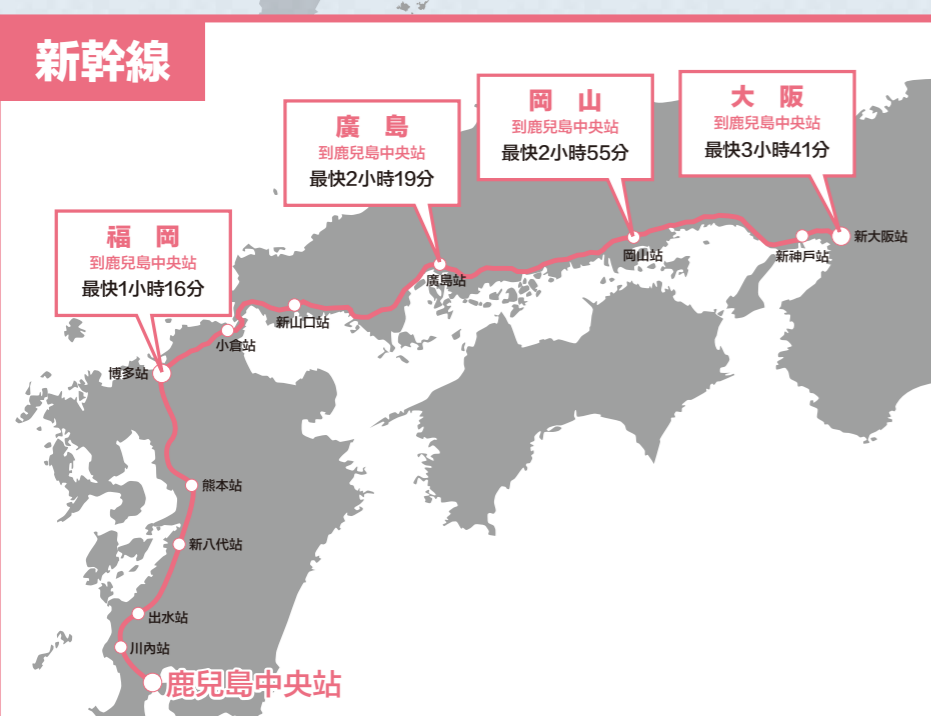 新幹線
大　阪
到鹿兒島中央站
最快3小時41分
岡　山
到鹿兒島中央站
最快2小時55分
廣　島
到鹿兒島中央站
最快2小時19分
福　岡
到鹿兒島中央站
最快1小時16分
新大阪站
新神戶站
岡山站
廣島站
新山口站
小倉站
博多站
熊本站
新八代站
出水站
川內站
鹿兒島中央站